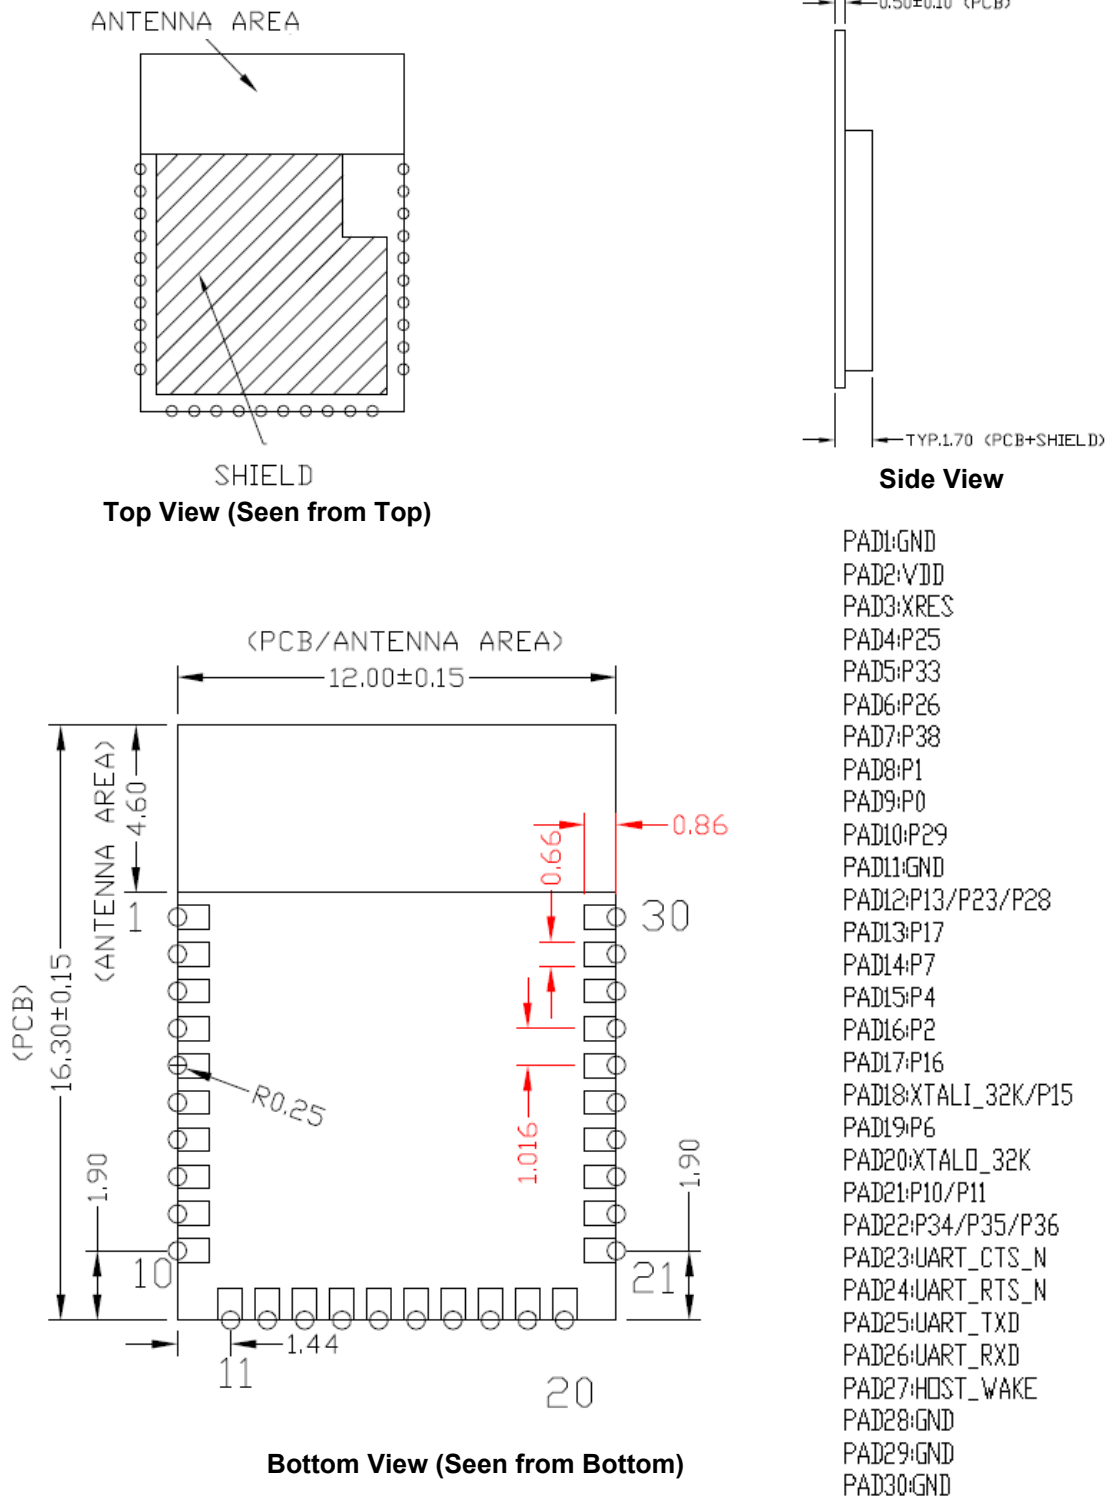 ANTENNA AREA
0.50±0.10 (PCB)
SHIELD
Top View (Seen from Top)
TYP.1.70 (PCB+SHIELD)
Side View
(PCB/ANTENNA AREA)
12.00±0.15
(PCB)
16.30±0.15
(ANTENNA AREA)
4.60
0.86
0.66
1
30
R0.25
1.016
1.90
1.90
10
21
1.44
11
20
Bottom View (Seen from Bottom)
PAD1:GND
PAD2:VDD
PAD3:XRES
PAD4:P25
PAD5:P33
PAD6:P26
PAD7:P38
PAD8:P1
PAD9:P0
PAD10:P29
PAD11:GND
PAD12:P13/P23/P28
PAD13:P17
PAD14:P7
PAD15:P4
PAD16:P2
PAD17:P16
PAD18:XTALI_32K/P15
PAD19:P6
PAD20:XTALO_32K
PAD21:P10/P11
PAD22:P34/P35/P36
PAD23:UART_CTS_N
PAD24:UART_RTS_N
PAD25:UART_TXD
PAD26:UART_RXD
PAD27:HOST_WAKE
PAD28:GND
PAD29:GND
PAD30:GND